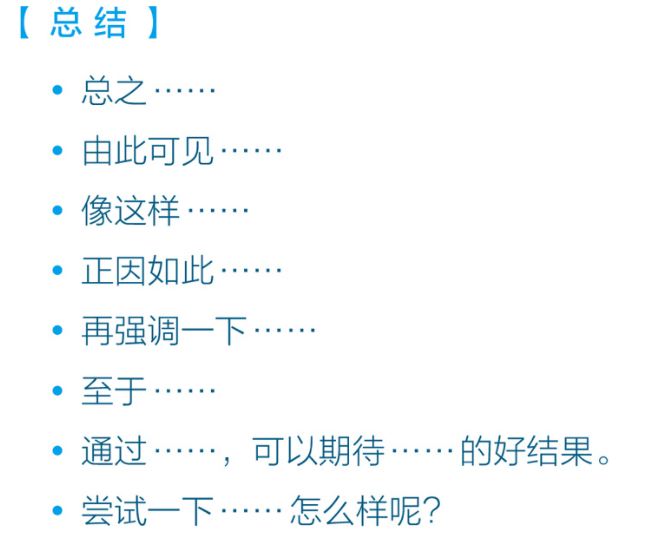 【总结】
• 总之……
• 由此可见……
• 像这样……
• 正因如此……
• 再强调一下……
• 至于……
• 通过……，可以期待……的好结果。
• 尝试一下……怎么样呢？